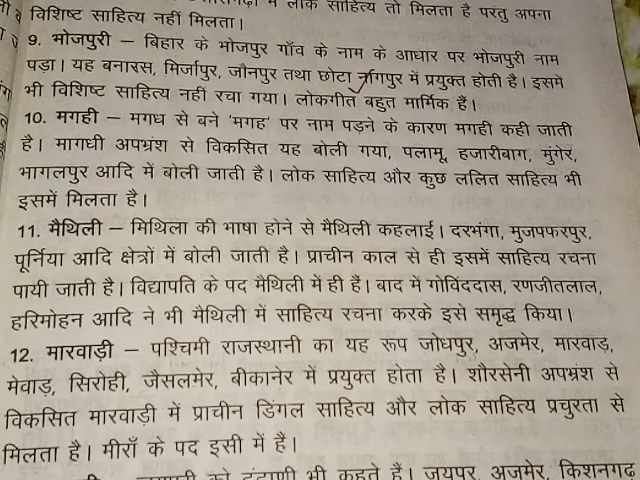 में लोक साहित्य तो मिलता है परंतु अपना
विशिष्ट साहित्य नहीं मिलता।
9. भोजपुरी – बिहार के भोजपुर गाँव के नाम के आधार पर भोजपुरी नाम
पड़ा। यह बनारस, मिर्जापुर, जौनपुर तथा छोटा नागपुर में प्रयुक्त होती है। इसमें
भी विशिष्ट साहित्य नहीं रचा गया। लोकगीत बहुत मार्मिक हैं।
10. मगही – मगध से बने 'मगह' पर नाम पड़ने के कारण मगही कही जाती
है। मागधी अपभ्रंश से विकसित यह बोली गया, पलामू, हजारीबाग, मुंगेर,
भागलपुर आदि में बोली जाती है। लोक साहित्य और कुछ ललित साहित्य भी
इसमें मिलता है।
11. मैथिली – मिथिला की भाषा होने से मैथिली कहलाई। दरभंगा, मुजपफरपुर,
पूर्निया आदि क्षेत्रों में बोली जाती है। प्राचीन काल से ही इसमें साहित्य रचना
पायी जाती है। विद्यापति के पद मैथिली में ही हैं। बाद में गोविंददास, रणजीतलाल,
हरिमोहन आदि ने भी मैथिली में साहित्य रचना करके इसे समृद्ध किया।
12. मारवाड़ी – पश्चिमी राजस्थानी का यह रूप जोधपुर, अजमेर, मारवाड़,
मेवाड़, सिरोही, जैसलमेर, बीकानेर में प्रयुक्त होता है। शौरसेनी अपभ्रंश से
विकसित मारवाड़ी में प्राचीन डिंगल साहित्य और लोक साहित्य प्रचुरता से
मिलता है। मीराँ के पद इसी में हैं।
को ढूंढाणी भी कहते हैं। जयपुर, अजमेर, किशनगढ़